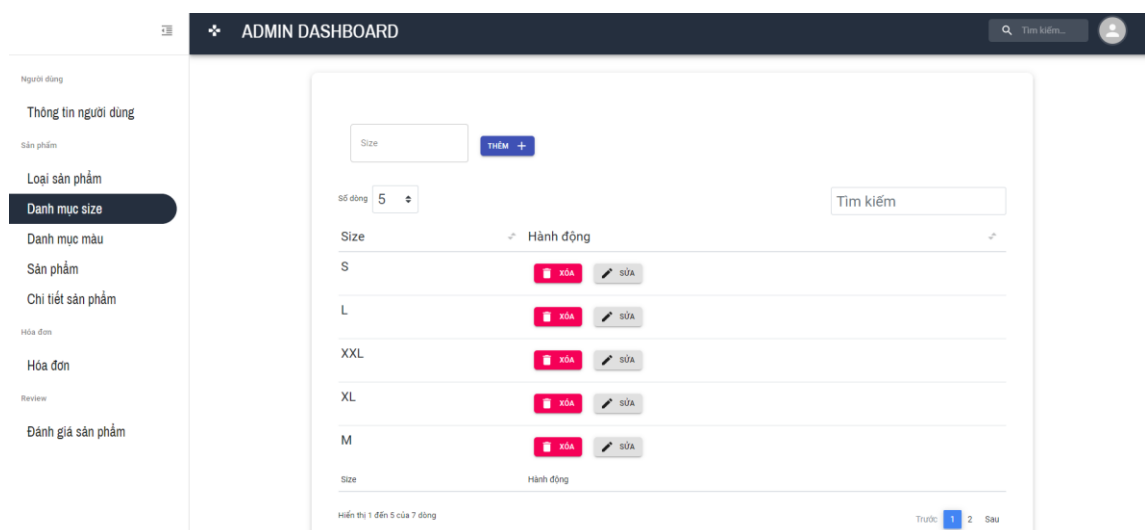 ADMIN DASHBOARD
Tìm kiếm...
Người dùng
Thông tin người dùng
Sản phẩm
Loại sản phẩm
Danh mục size
Danh mục màu
Sản phẩm
Chi tiết sản phẩm
Hóa đơn
Hóa đơn
Review
Đánh giá sản phẩm
Size
THÊM +
Số dòng 5
Tìm kiếm
Size Hành động
S XÓA SỬA
L XÓA SỬA
XXL XÓA SỬA
XL XÓA SỬA
M XÓA SỬA
Size Hành động
Hiển thị 1 đến 5 của 7 dòng
Trước 1 2 Sau